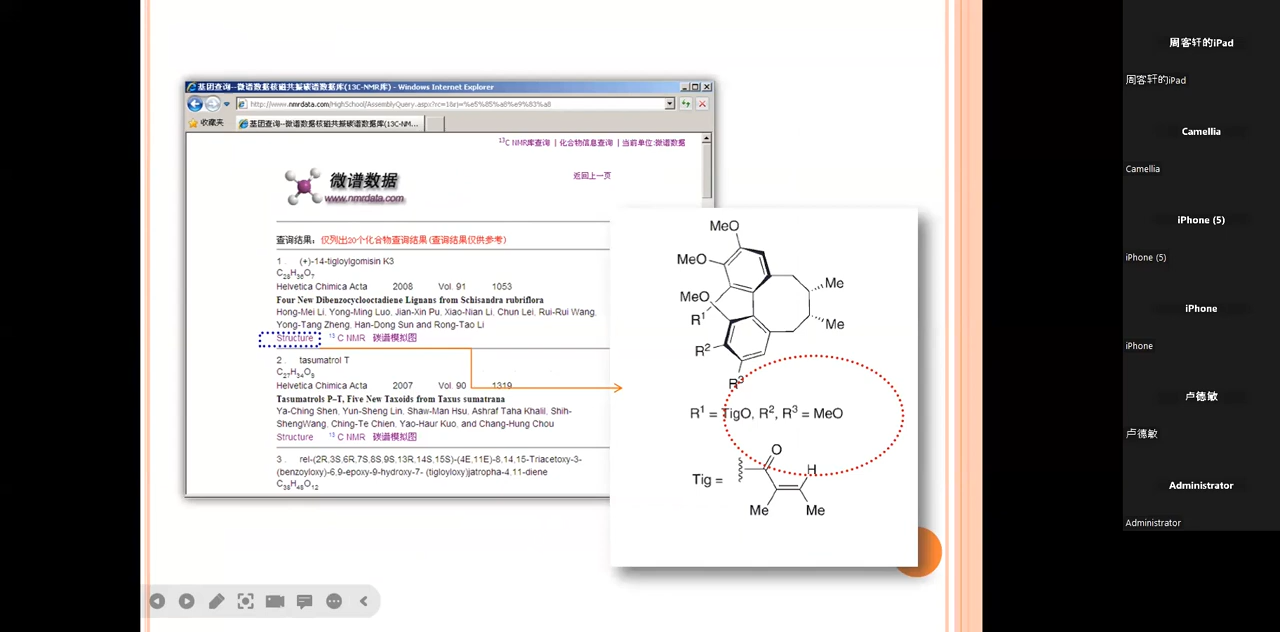 基团查询--微谱数据核磁共振碳谱数据库(13C-NMR库) - Windows Internet Explorer
http://www.nmrdata.com/HighSchool/AssemblyQuery.aspx?rc=1&rj=%e5%85%a8%e9%83%a8
收藏夹
基团查询--微谱数据核磁共振碳谱数据库(13C-NM...
13C NMR库查询 | 化合物信息查询 | 当前单位:微谱数据
微谱数据
www.nmrdata.com
返回上一页
查询结果: 仅列出20个化合物查询结果(查询结果仅供参考)
1 . (+)-14-tigloylgomisin K3
C28H36O7
Helvetica Chimica Acta 2008 Vol. 91 1053
Four New Dibenzocyclooctadiene Lignans from Schisandra rubriflora
Hong-Mei Li, Yong-Ming Luo, Jian-Xin Pu, Xiao-Nian Li, Chun Lei, Rui-Rui Wang,
Yong-Tang Zheng, Han-Dong Sun and Rong-Tao Li
Structure 13 C NMR 碳谱模拟图
2 . tasumatrol T
Helvetica Chimica Acta 2007 Vol. 90 1319
Tasumatrols P–T, Five New Taxoids from Taxus sumatrana
Ya-Ching Shen, Yun-Sheng Lin, Shaw-Man Hsu, Ashraf Taha Khalil, Shih-
ShengWang, Ching-Te Chien, Yao-Haur Kuo, and Chang-Hung Chou
Structure 13 C NMR 碳谱模拟图
3 . rel-(2R,3S,6R,7S,8S,9S,13R,14S,15S)-(4E,11E)-8,14,15-Triacetoxy-3-
(benzoyloxy)-6,9-epoxy-9-hydroxy-7- (tigloyloxy)jatropha-4,11-diene
C38H48O12
MeO
MeO
MeO
Me
Me
R1
R2
R3
R1 = TigO, R2, R3 = MeO
O
H
Tig =
Me
Me
周客轩的iPad
周客轩的iPad
Camellia
Camellia
iPhone (5)
iPhone (5)
iPhone
iPhone
卢德敏
卢德敏
Administrator
Administrator